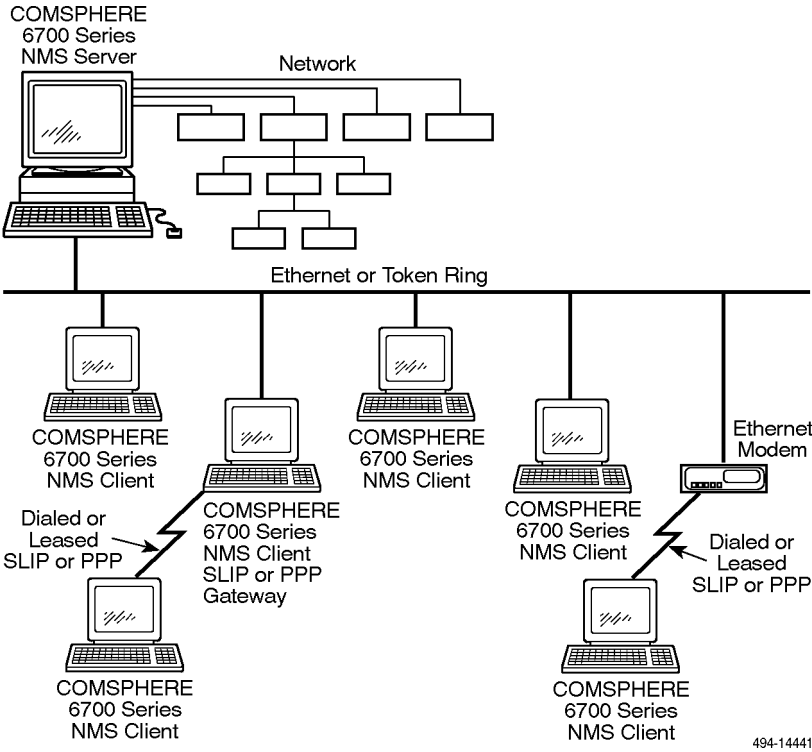 COMSPHERE
6700 Series
NMS Server
Network
Ethernet or Token Ring
COMSPHERE
6700 Series
NMS Client
COMSPHERE
6700 Series
NMS Client
SLIP or PPP
Gateway
COMSPHERE
6700 Series
NMS Client
COMSPHERE
6700 Series
NMS Client
Ethernet
Modem
Dialed or
Leased
SLIP or PPP
Dialed or
Leased
SLIP or PPP
COMSPHERE
6700 Series
NMS Client
COMSPHERE
6700 Series
NMS Client
494-14441